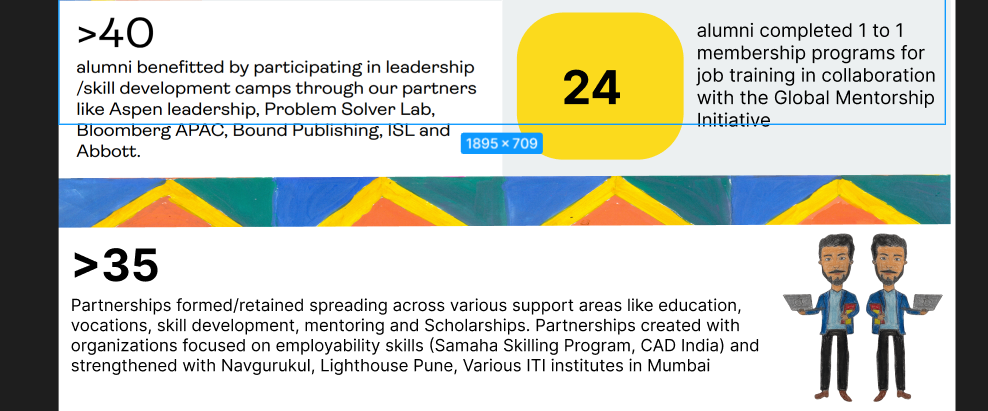 >40
alumni benefitted by participating in leadership
/skill development camps through our partners
like Aspen leadership, Problem Solver Lab,
Bloomberg APAC, Bound Publishing, ISL and
Abbott.
24
alumni completed 1 to 1
membership programs for
job training in collaboration
with the Global Mentorship
Initiative
1895 × 709
>35
Partnerships formed/retained spreading across various support areas like education,
vocations, skill development, mentoring and Scholarships. Partnerships created with
organizations focused on employability skills (Samaha Skilling Program, CAD India) and
strengthened with Navgurukul, Lighthouse Pune, Various ITI institutes in Mumbai